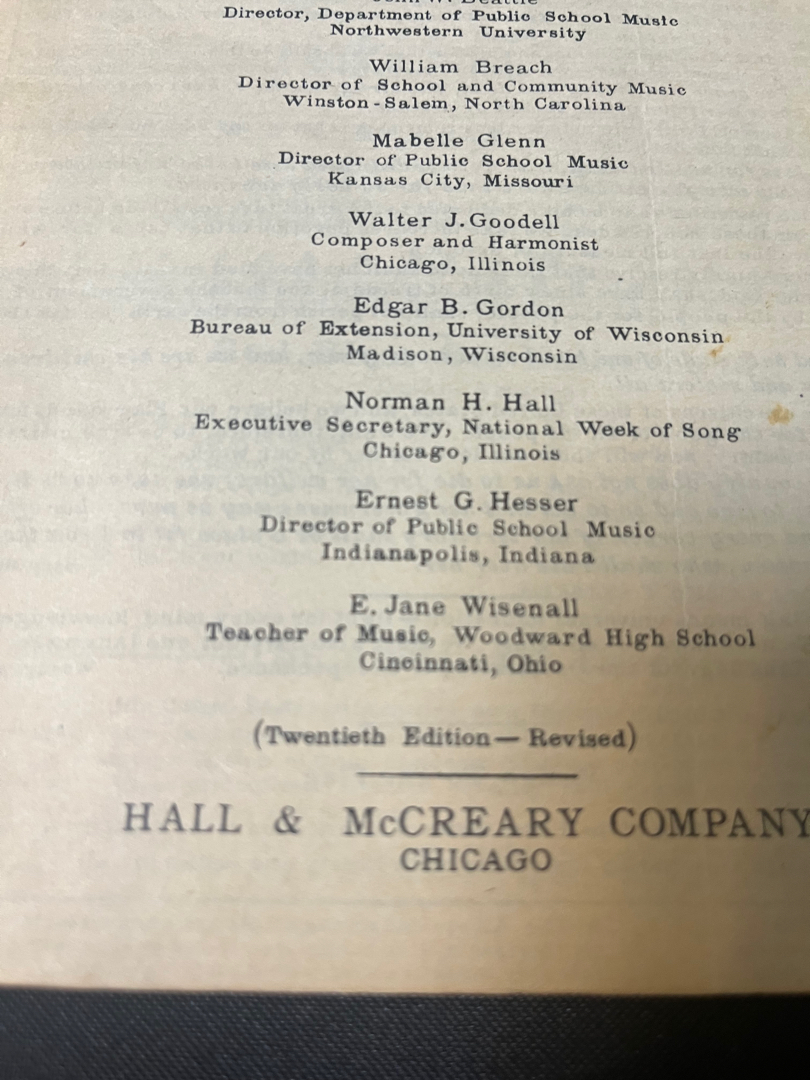 John W. Beattie
Director, Department of Public School Music
Northwestern University
William Breach
Director of School and Community Music
Winston-Salem, North Carolina
Mabelle Glenn
Director of Public School Music
Kansas City, Missouri
Walter J. Goodell
Composer and Harmonist
Chicago, Illinois
Edgar B. Gordon
Bureau of Extension, University of Wisconsin
Madison, Wisconsin
Norman H. Hall
Executive Secretary, National Week of Song
Chicago, Illinois
Ernest G. Hesser
Director of Public School Music
Indianapolis, Indiana
E. Jane Wisenall
Teacher of Music, Woodward High School
Cincinnati, Ohio
(Twentieth Edition — Revised)
HALL & McCREARY COMPANY
CHICAGO